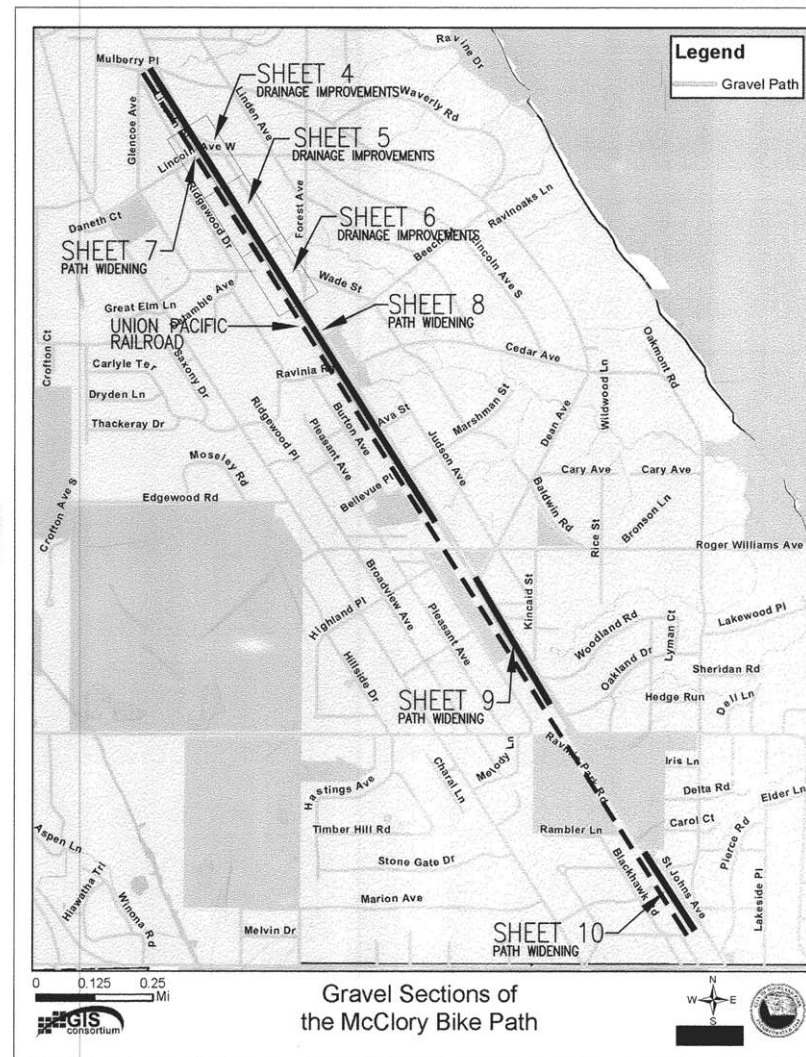 Legend
Gravel Path
Mulberry Pl
Ravine Dr
SHEET 4
DRAINAGE IMPROVEMENTS
Waverly Rd
Linden Ave
Glencoe Ave
Lincoln Ave W
SHEET 5
DRAINAGE IMPROVEMENTS
Ridgewood Dr
Forest Ave
Ravinoaks Ln
Daneth Ct
SHEET 6
DRAINAGE IMPROVEMENTS
SHEET 7
PATH WIDENING
Lincoln Ave S
Wade St
Great Elm Ln
SHEET 8
PATH WIDENING
UNION PACIFIC
RAILROAD
Crofton Ct
Oakmont Rd
Carlyle Ter
Saxony Dr
Cedar Ave
Ravinia Rd
Dryden Ln
Thackeray Dr
Ridgewood Pl
Burton Ave
Ava St
Marshman St
Dean Ave
Wildwood Ln
Pleasant Ave
Judson Ave
Moseley Rd
Bellevue Pl
Cary Ave
Cary Ave
Edgewood Rd
Baldwin Rd
Bronson Ln
Crofton Ave S
Rice St
Roger Williams Ave
Broadview Ave
Kincaid St
Highland Pl
Pleasant Ave
Woodland Rd
Lyman Ct
Lakewood Pl
Oakland Dr
Hillside Dr
Sheridan Rd
SHEET 9
PATH WIDENING
Hedge Run
Dell Ln
Melody Ln
Ravinia Park Rd
Charal Ln
Iris Ln
Hastings Ave
Delta Rd
Elder Ln
Carol Ct
Timber Hill Rd
Rambler Ln
Pierce Rd
Aspen Ln
Stone Gate Dr
St Johns Ave
Hiawatha Trl
Blackhawk Rd
Marion Ave
Lakeside Pl
Winona Rd
Melvin Dr
SHEET 10
PATH WIDENING
0 0.125 0.25
Mi
Gravel Sections of
the McClory Bike Path
GIS
consortium
N
W E
S